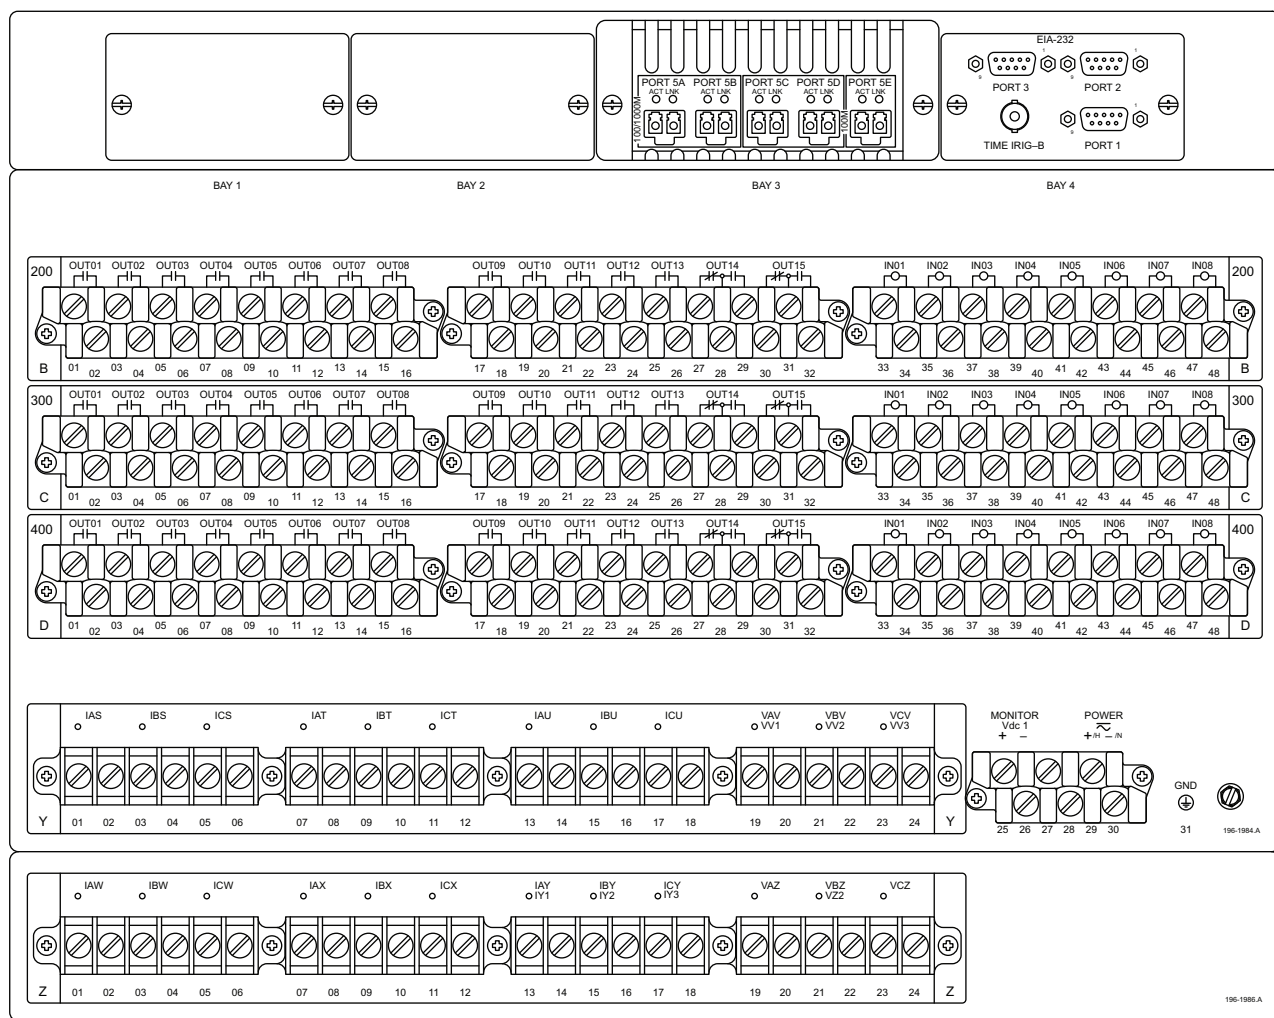 EIA-232
PORT 5A PORT 5B PORT 5C PORT 5D PORT 5E
ACT LNK ACT LNK ACT LNK ACT LNK ACT LNK
100/1000M
100M
1 1
9 9
PORT 3 PORT 2
1
9
TIME IRIG–B PORT 1
BAY 1 BAY 2 BAY 3 BAY 4
200 OUT01 OUT02 OUT03 OUT04 OUT05 OUT06 OUT07 OUT08 OUT09 OUT10 OUT11 OUT12 OUT13 OUT14 OUT15 IN01 IN02 IN03 IN04 IN05 IN06 IN07 IN08 200
B 01 02 03 04 05 06 07 08 09 10 11 12 13 14 15 16 17 18 19 20 21 22 23 24 25 26 27 28 29 30 31 32 33 34 35 36 37 38 39 40 41 42 43 44 45 46 47 48 B
300 OUT01 OUT02 OUT03 OUT04 OUT05 OUT06 OUT07 OUT08 OUT09 OUT10 OUT11 OUT12 OUT13 OUT14 OUT15 IN01 IN02 IN03 IN04 IN05 IN06 IN07 IN08 300
C 01 02 03 04 05 06 07 08 09 10 11 12 13 14 15 16 17 18 19 20 21 22 23 24 25 26 27 28 29 30 31 32 33 34 35 36 37 38 39 40 41 42 43 44 45 46 47 48 C
400 OUT01 OUT02 OUT03 OUT04 OUT05 OUT06 OUT07 OUT08 OUT09 OUT10 OUT11 OUT12 OUT13 OUT14 OUT15 IN01 IN02 IN03 IN04 IN05 IN06 IN07 IN08 400
D 01 02 03 04 05 06 07 08 09 10 11 12 13 14 15 16 17 18 19 20 21 22 23 24 25 26 27 28 29 30 31 32 33 34 35 36 37 38 39 40 41 42 43 44 45 46 47 48 D
IAS IBS ICS IAT IBT ICT IAU IBU ICU VAV VBV VCV MONITOR POWER
VV1 VV2 VV3 Vdc 1
+ – +/H –/N
GND
Y 01 02 03 04 05 06 07 08 09 10 11 12 13 14 15 16 17 18 19 20 21 22 23 24 Y 25 26 27 28 29 30 31 196-1984.A
IAW IBW ICW IAX IBX ICX IAY IBY ICY VAZ VBZ VCZ
IY1 IY2 IY3 VZ2
Z 01 02 03 04 05 06 07 08 09 10 11 12 13 14 15 16 17 18 19 20 21 22 23 24 Z 196-1986.A